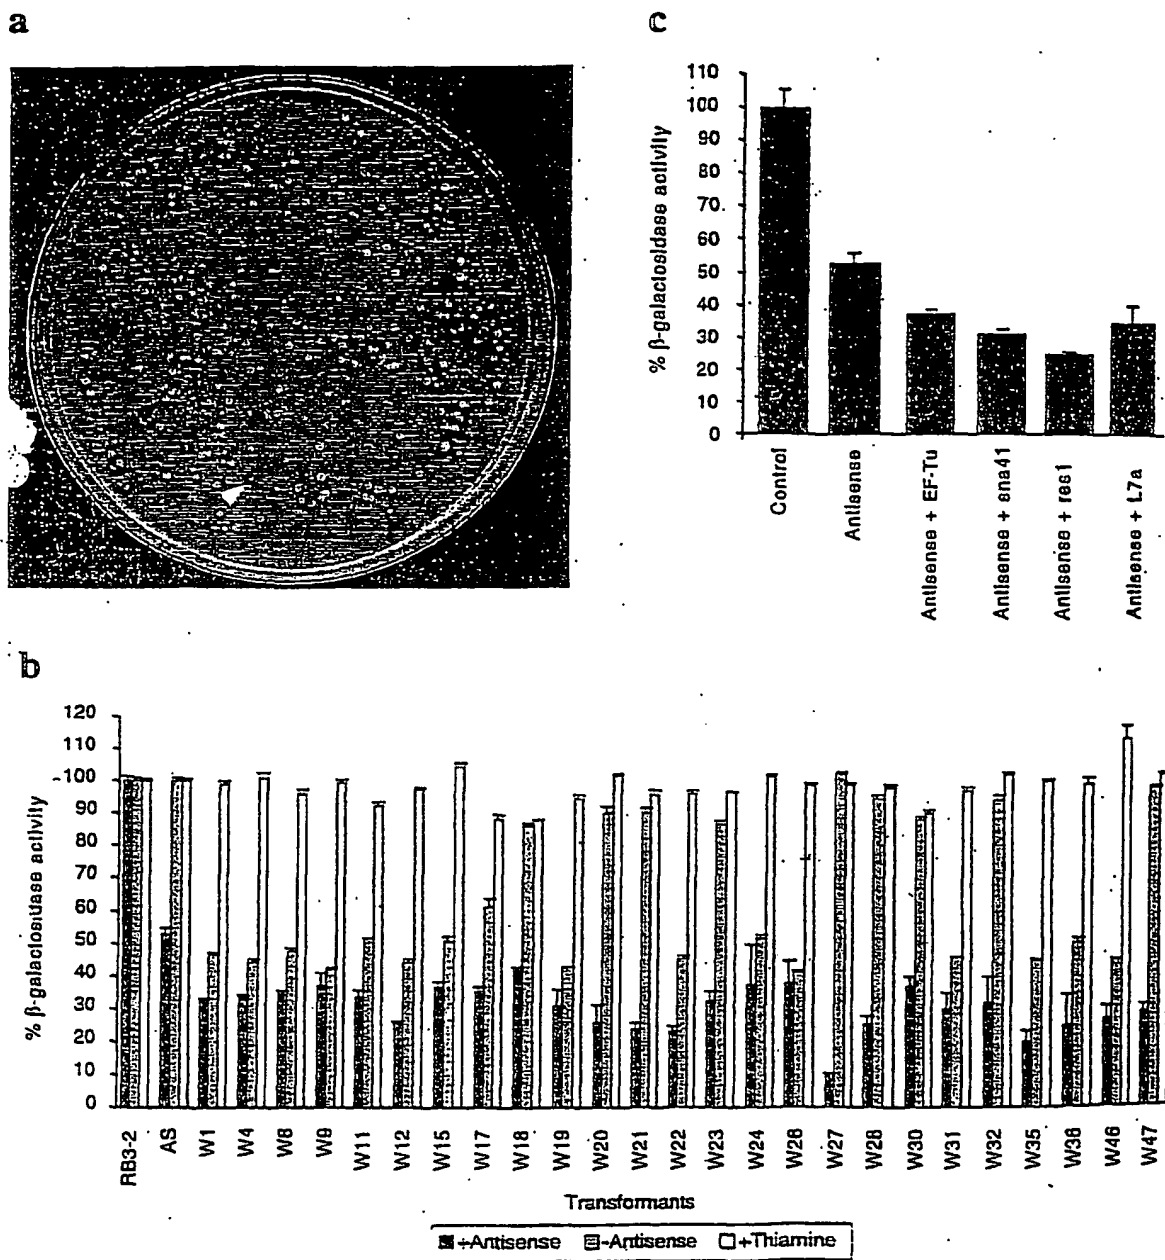 a
c
% β-galactosidase activity
110
100
90
80
70
60
50
40
30
20
10
0
Control
Antisense
Antisense + EF-Tu
Antisense + sna41
Antisense + res1
Antisense + L7a
b
% β-galactosidase activity
120
110
100
90
80
70
60
50
40
30
20
10
0
RB3-2
AS
W1
W4
W8
W9
W11
W12
W15
W17
W18
W19
W20
W21
W22
W23
W24
W26
W27
W28
W30
W31
W32
W35
W36
W46
W47
Transformants
+Antisense -Antisense +Thiamine